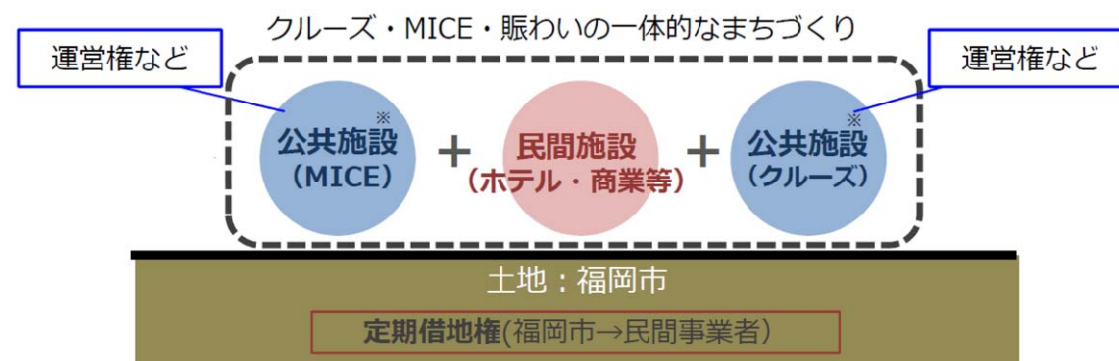 クルーズ・MICE・賑わいの一体的なまちづくり
運営権など
運営権など
※
公共施設
（MICE）
+
民間施設
（ホテル・商業等）
+
※
公共施設
（クルーズ）
土地：福岡市
定期借地権(福岡市→民間事業者）